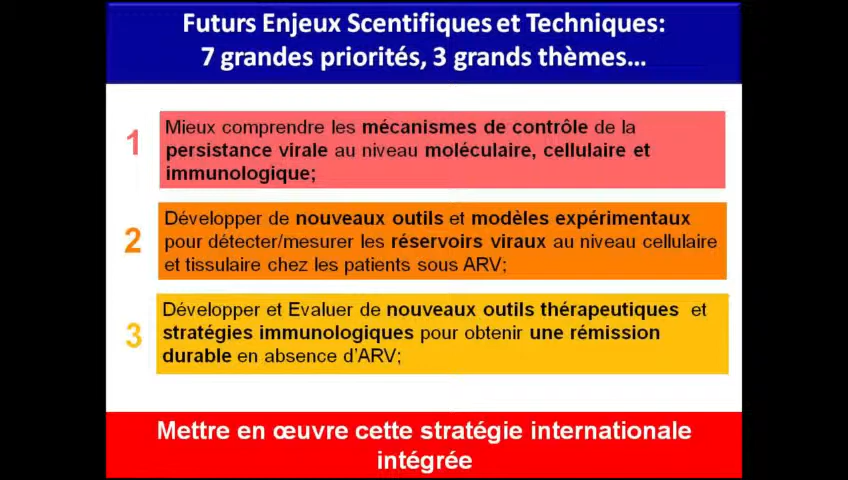 Futurs Enjeux Scentifiques et Techniques:
7 grandes priorités, 3 grands thèmes…
1
Mieux comprendre les mécanismes de contrôle de la
persistance virale au niveau moléculaire, cellulaire et
immunologique;
2
Développer de nouveaux outils et modèles expérimentaux
pour détecter/mesurer les réservoirs viraux au niveau cellulaire
et tissulaire chez les patients sous ARV;
3
Développer et Evaluer de nouveaux outils thérapeutiques et
stratégies immunologiques pour obtenir une rémission
durable en absence d'ARV;
Mettre en œuvre cette stratégie internationale
intégrée